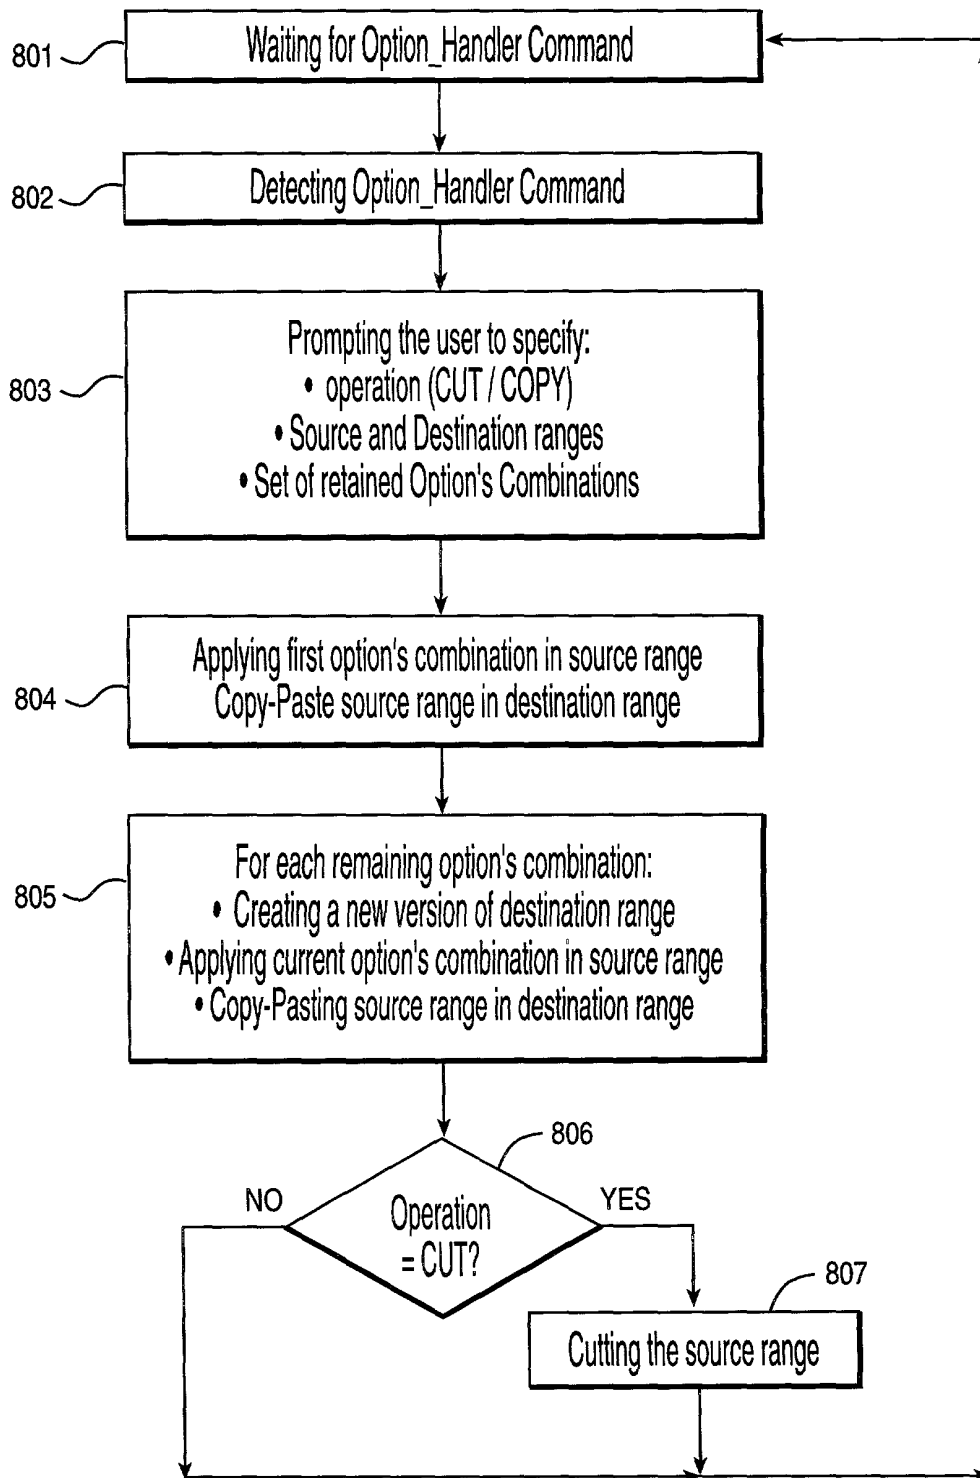 801
Waiting for Option_Handler Command
802
Detecting Option_Handler Command
803
Prompting the user to specify:
• operation (CUT / COPY)
• Source and Destination ranges
• Set of retained Option's Combinations
804
Applying first option's combination in source range
Copy-Paste source range in destination range
805
For each remaining option's combination:
• Creating a new version of destination range
• Applying current option's combination in source range
• Copy-Pasting source range in destination range
806
NO
YES
Operation
= CUT?
807
Cutting the source range